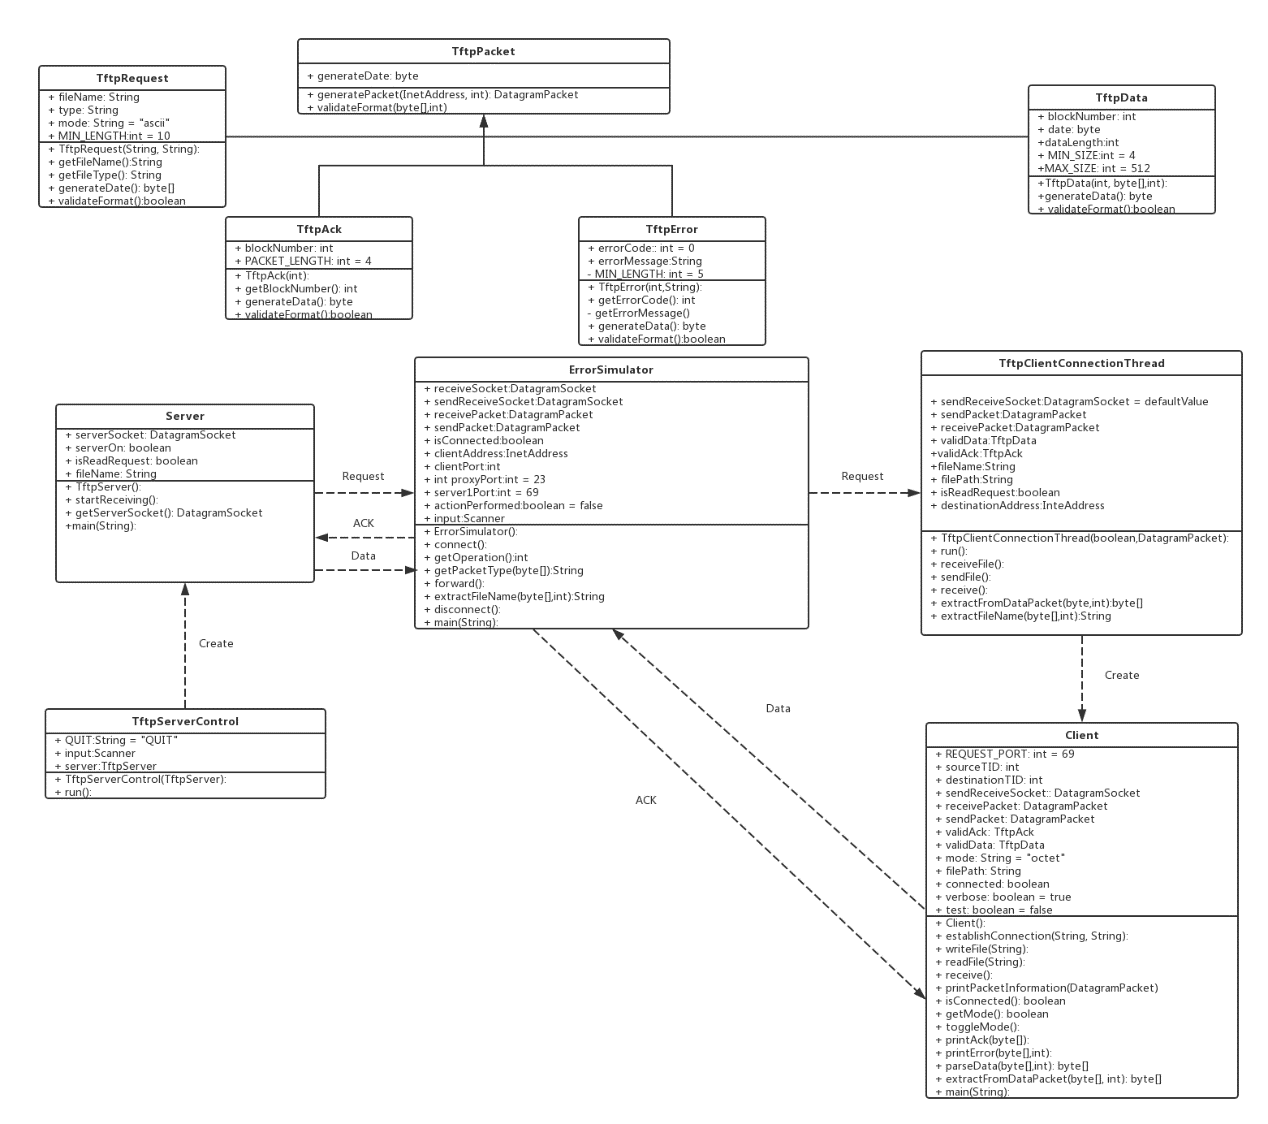 TftpPacket
+ generateDate: byte
+ generatePacket(InetAddress, int): DatagramPacket
+ validateFormat(byte[],int)
TftpRequest
+ fileName: String
+ type: String
+ mode: String = "ascii"
+ MIN_LENGTH:int = 10
+ TftpRequest(String, String):
+ getFileName():String
+ getFileType(): String
+ generateDate(): byte[]
+ validateFormat():boolean
TftpData
+ blockNumber: int
+ date: byte
+dataLength:int
+ MIN_SIZE:int = 4
+MAX_SIZE: int = 512
+TftpData(int, byte[],int):
+generateData(): byte
+ validateFormat():boolean
TftpAck
+ blockNumber: int
+ PACKET_LENGTH: int = 4
+ TftpAck(int):
+ getBlockNumber(): int
+ generateData(): byte
+ validateFormat():boolean
TftpError
+ errorCode:: int = 0
+ errorMessage:String
- MIN_LENGTH: int = 5
+ TftpError(int,String):
+ getErrorCode(): int
- getErrorMessage()
+ generateData(): byte
+ validateFormat():boolean
Server
+ serverSocket: DatagramSocket
+ serverOn: boolean
+ isReadRequest: boolean
+ fileName: String
+ TftpServer():
+ startReceiving():
+ getServerSocket(): DatagramSocket
+main(String):
Request
ACK
Data
ErrorSimulator
+ receiveSocket:DatagramSocket
+ sendReceiveSocket:DatagramSocket
+ receivePacket:DatagramPacket
+ sendPacket:DatagramPacket
+ isConnected:boolean
+ clientAddress:InetAddress
+ clientPort:int
+ int proxyPort:int = 23
+ server1Port:int = 69
+ actionPerformed:boolean = false
+ input:Scanner
+ ErrorSimulator():
+ connect():
+ getOperation():int
+ getPacketType(byte[]):String
+ forward():
+ extractFileName(byte[],int):String
+ disconnect():
+ main(String):
Request
TftpClientConnectionThread
+ sendReceiveSocket:DatagramSocket = defaultValue
+ sendPacket:DatagramPacket
+ receivePacket:DatagramPacket
+ validData:TftpData
+validAck:TftpAck
+fileName:String
+ filePath:String
+ isReadRequest:boolean
+ destinationAddress:InteAddress
+ TftpClientConnectionThread(boolean,DatagramPacket):
+ run():
+ receiveFile():
+ sendFile():
+ receive():
+ extractFromDataPacket(byte,int):byte[]
+ extractFileName(byte[],int):String
Create
TftpServerControl
+ QUIT:String = "QUIT"
+ input:Scanner
+ server:TftpServer
+ TftpServerControl(TftpServer):
+ run():
Data
ACK
Create
Client
+ REQUEST_PORT: int = 69
+ sourceTID: int
+ destinationTID: int
+ sendReceiveSocket:: DatagramSocket
+ receivePacket: DatagramPacket
+ sendPacket: DatagramPacket
+ validAck: TftpAck
+ validData: TftpData
+ mode: String = "octet"
+ filePath: String
+ connected: boolean
+ verbose: boolean = true
+ test: boolean = false
+ Client():
+ establishConnection(String, String):
+ writeFile(String):
+ readFile(String):
+ receive():
+ printPacketInformation(DatagramPacket)
+ isConnected(): boolean
+ getMode(): boolean
+ toggleMode():
+ printAck(byte[]):
+ printError(byte[],int):
+ parseData(byte[],int): byte[]
+ extractFromDataPacket(byte[], int): byte[]
+ main(String):